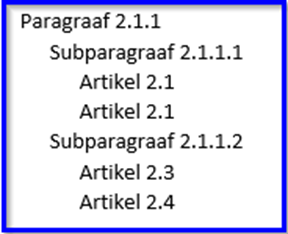 Paragraaf 2.1.1
Subparagraaf 2.1.1.1
Artikel 2.1
Artikel 2.1
Subparagraaf 2.1.1.2
Artikel 2.3
Artikel 2.4